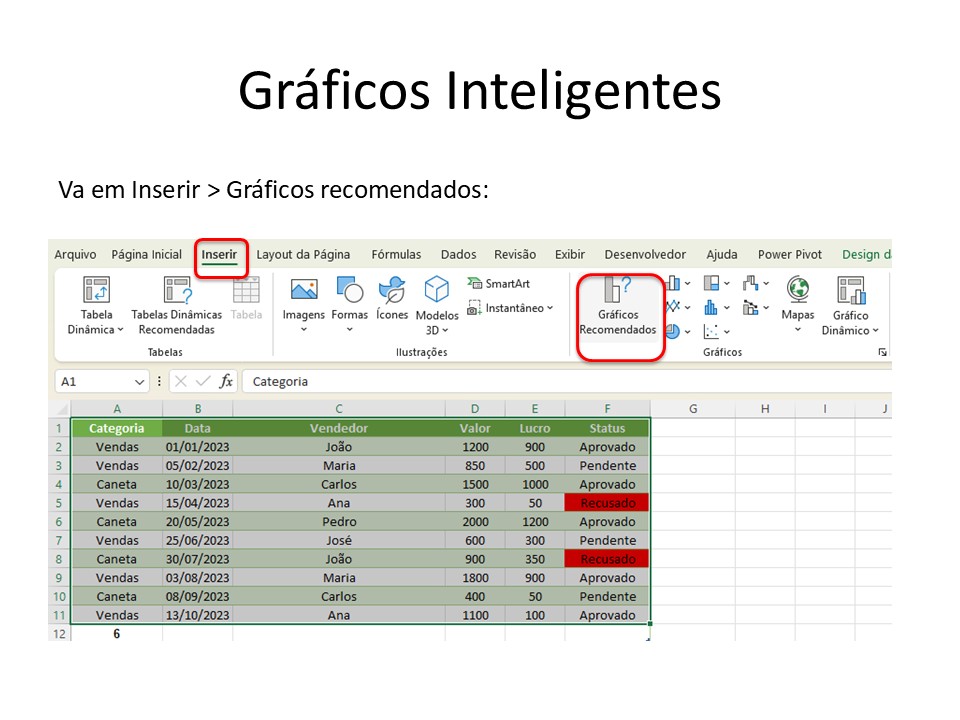 Gráficos Inteligentes
Va em Inserir > Gráficos recomendados:
Arquivo Página Inicial Inserir Layout da Página Fórmulas Dados Revisão Exibir Desenvolvedor Ajuda Power Pivot Design da
Tabela Dinâmica
Tabelas Dinâmicas Recomendadas
Tabela
Tabelas
Imagens
Formas
Ícones
Modelos 3D
SmartArt
Instantâneo
Ilustrações
Gráficos Recomendados
Mapas
Gráfico Dinâmico
Gráficos
A1 fx Categoria
A B C D E F G H I J
1 Categoria Data Vendedor Valor Lucro Status
2 Vendas 01/01/2023 João 1200 900 Aprovado
3 Vendas 05/02/2023 Maria 850 500 Pendente
4 Caneta 10/03/2023 Carlos 1500 1000 Aprovado
5 Vendas 15/04/2023 Ana 300 50 Recusado
6 Caneta 20/05/2023 Pedro 2000 1200 Aprovado
7 Vendas 25/06/2023 José 600 300 Pendente
8 Caneta 30/07/2023 João 900 350 Recusado
9 Vendas 03/08/2023 Maria 1800 900 Aprovado
10 Caneta 08/09/2023 Carlos 400 50 Pendente
11 Vendas 13/10/2023 Ana 1100 100 Aprovado
12 6